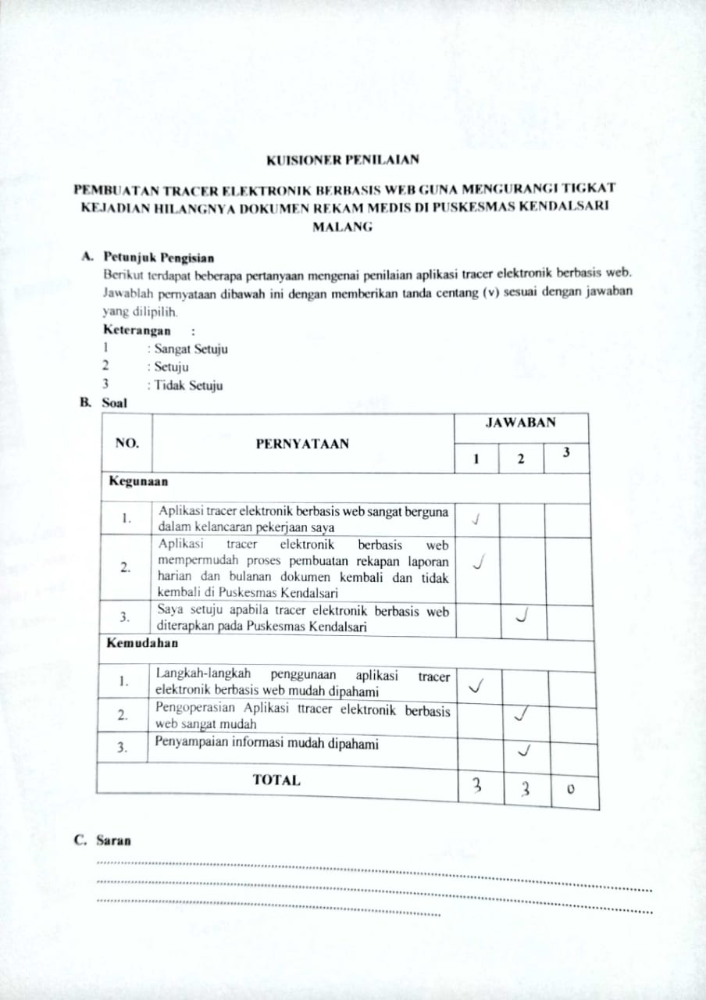 KUISIONER PENILAIAN
PEMBUATAN TRACER ELEKTRONIK BERBASIS WEB GUNA MENGURANGI TIGKAT
KEJADIAN HILANGNYA DOKUMEN REKAM MEDIS DI PUSKESMAS KENDALSARI
MALANG
A. Petunjuk Pengisian
Berikut terdapat beberapa pertanyaan mengenai penilaian aplikasi tracer elektronik berbasis web.
Jawablah pernyataan dibawah ini dengan memberikan tanda centang (v) sesuai dengan jawaban
yang dilipilih.
Keterangan :
1 : Sangat Setuju
2 : Setuju
3 : Tidak Setuju
B. Soal
NO. PERNYATAAN JAWABAN
1 2 3
Kegunaan
1. Aplikasi tracer elektronik berbasis web sangat berguna
dalam kelancaran pekerjaan saya ✓
2. Aplikasi tracer elektronik berbasis web
mempermudah proses pembuatan rekapan laporan
harian dan bulanan dokumen kembali dan tidak
kembali di Puskesmas Kendalsari ✓
3. Saya setuju apabila tracer elektronik berbasis web
diterapkan pada Puskesmas Kendalsari ✓
Kemudahan
1. Langkah-langkah penggunaan aplikasi tracer
elektronik berbasis web mudah dipahami ✓
2. Pengoperasian Aplikasi ttracer elektronik berbasis
web sangat mudah ✓
3. Penyampaian informasi mudah dipahami ✓
TOTAL 3 3 0
C. Saran